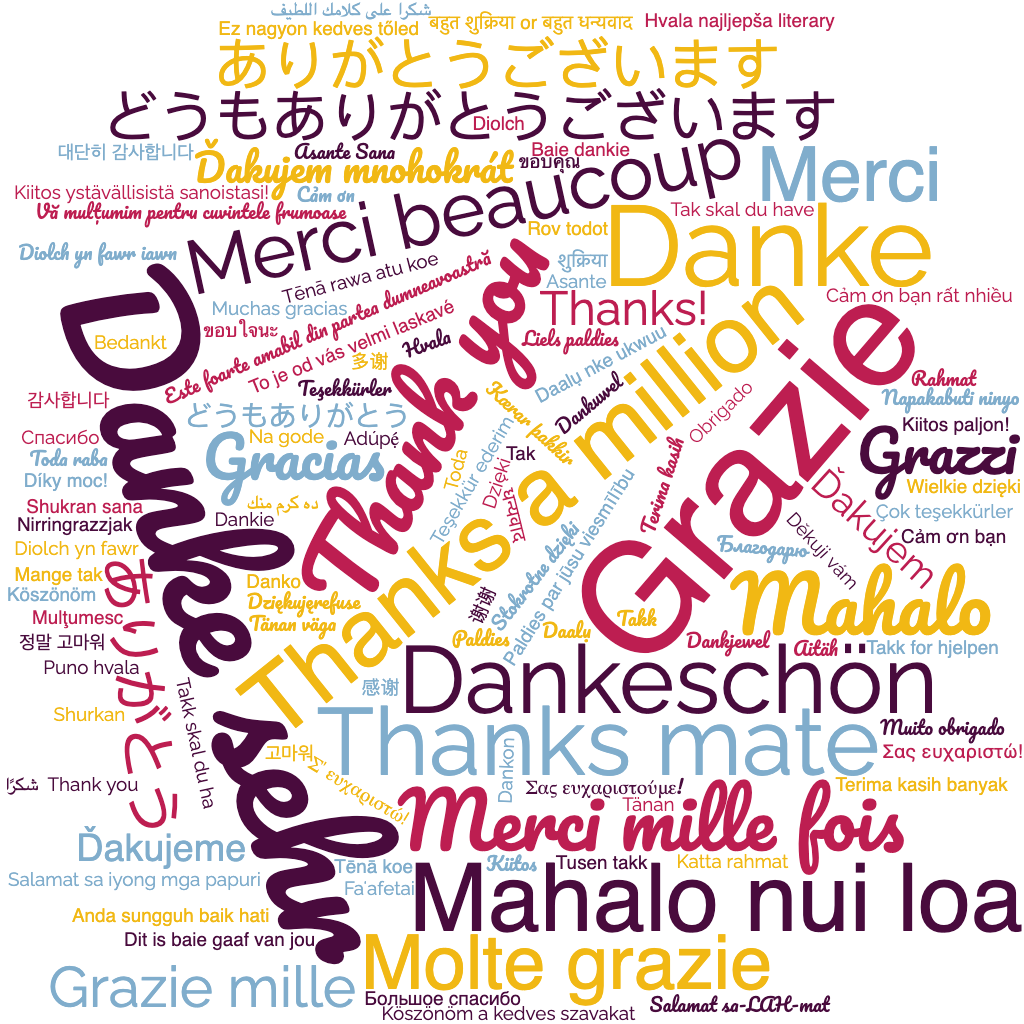 شكرا على كلامك اللطيف
Ez nagyon kedves tőled
बहुत शुक्रिया or बहुत धन्यवाद
Hvala najljepša literary
ありがとうございます
どうもありがとうございます
Diolch
대단히 감사합니다
Asante Sana
Baie dankie
Ďakujem mnohokrát
ขอบคุณ
Merci beaucoup
Merci
Kiitos ystävällisistä sanoistasi!
Cảm ơn
Vă mulțumim pentru cuvintele frumoase
Tak skal du have
Rov todot
Danke
Diolch yn fawr iawn
Tēnā rawa atu koe
शुक्रिया
Asante
Muchas gracias
Thanks!
Cảm ơn bạn rất nhiều
ขอบใจนะ
Este foarte amabil din partea dumneavoastră
To je od vás velmi laskavé
Bedankt
Hvala
Liels paldies
多谢
Thank you
Thanks a million
Grazie
Danke sehr
Teşekkürler
Kærar þakkir
Daalụ nke ukwuu
Dankuwel
Obrigado
Rahmat
Napakabuti ninyo
감사합니다
どうもありがとう
Kiitos paljon!
Спасибо
Na gode
Adúpẹ́
Gracias
Toda
Teşekkür ederim
Dzięki
Tak
धन्यवाद
Terima kasih
Grazzi
Toda raba
Díky moc!
Wielkie dzięki
Shukran sana
ده كرم منك
Nirringrazzjak
Dankie
Ďakujem
Çok teşekkürler
Děkuji vám
Cảm ơn bạn
Diolch yn fawr
Stokrotne dzięki
Paldies par jūsu viesmīlību
Благодарю
Mange tak
ありがとう
Danko
Mahalo
Köszönöm
Dziękujęrefuse
谢谢
Mulţumesc
Tänan väga
Takk
Daalụ
Paldies
정말 고마워
Dankjewel
Aitäh
Takk for hjelpen
Puno hvala
Dankeschön
Takk skal du ha
感谢
Shurkan
Thanks mate
Muito obrigado
고마워
Σ' ευχαριστώ!
Dankon
Σας ευχαριστώ!
شكرًا
Thank you
Σας ευχαριστούμε!
Terima kasih banyak
Tänan
Merci mille fois
Ďakujeme
Tēnā koe
Kiitos
Tusen takk
Katta rahmat
Salamat sa iyong mga papuri
Fa'afetai
Mahalo nui loa
Anda sungguh baik hati
Dit is baie gaaf van jou
Molte grazie
Grazie mille
Большое спасибо
Köszönöm a kedves szavakat
Salamat sa-LAH-mat